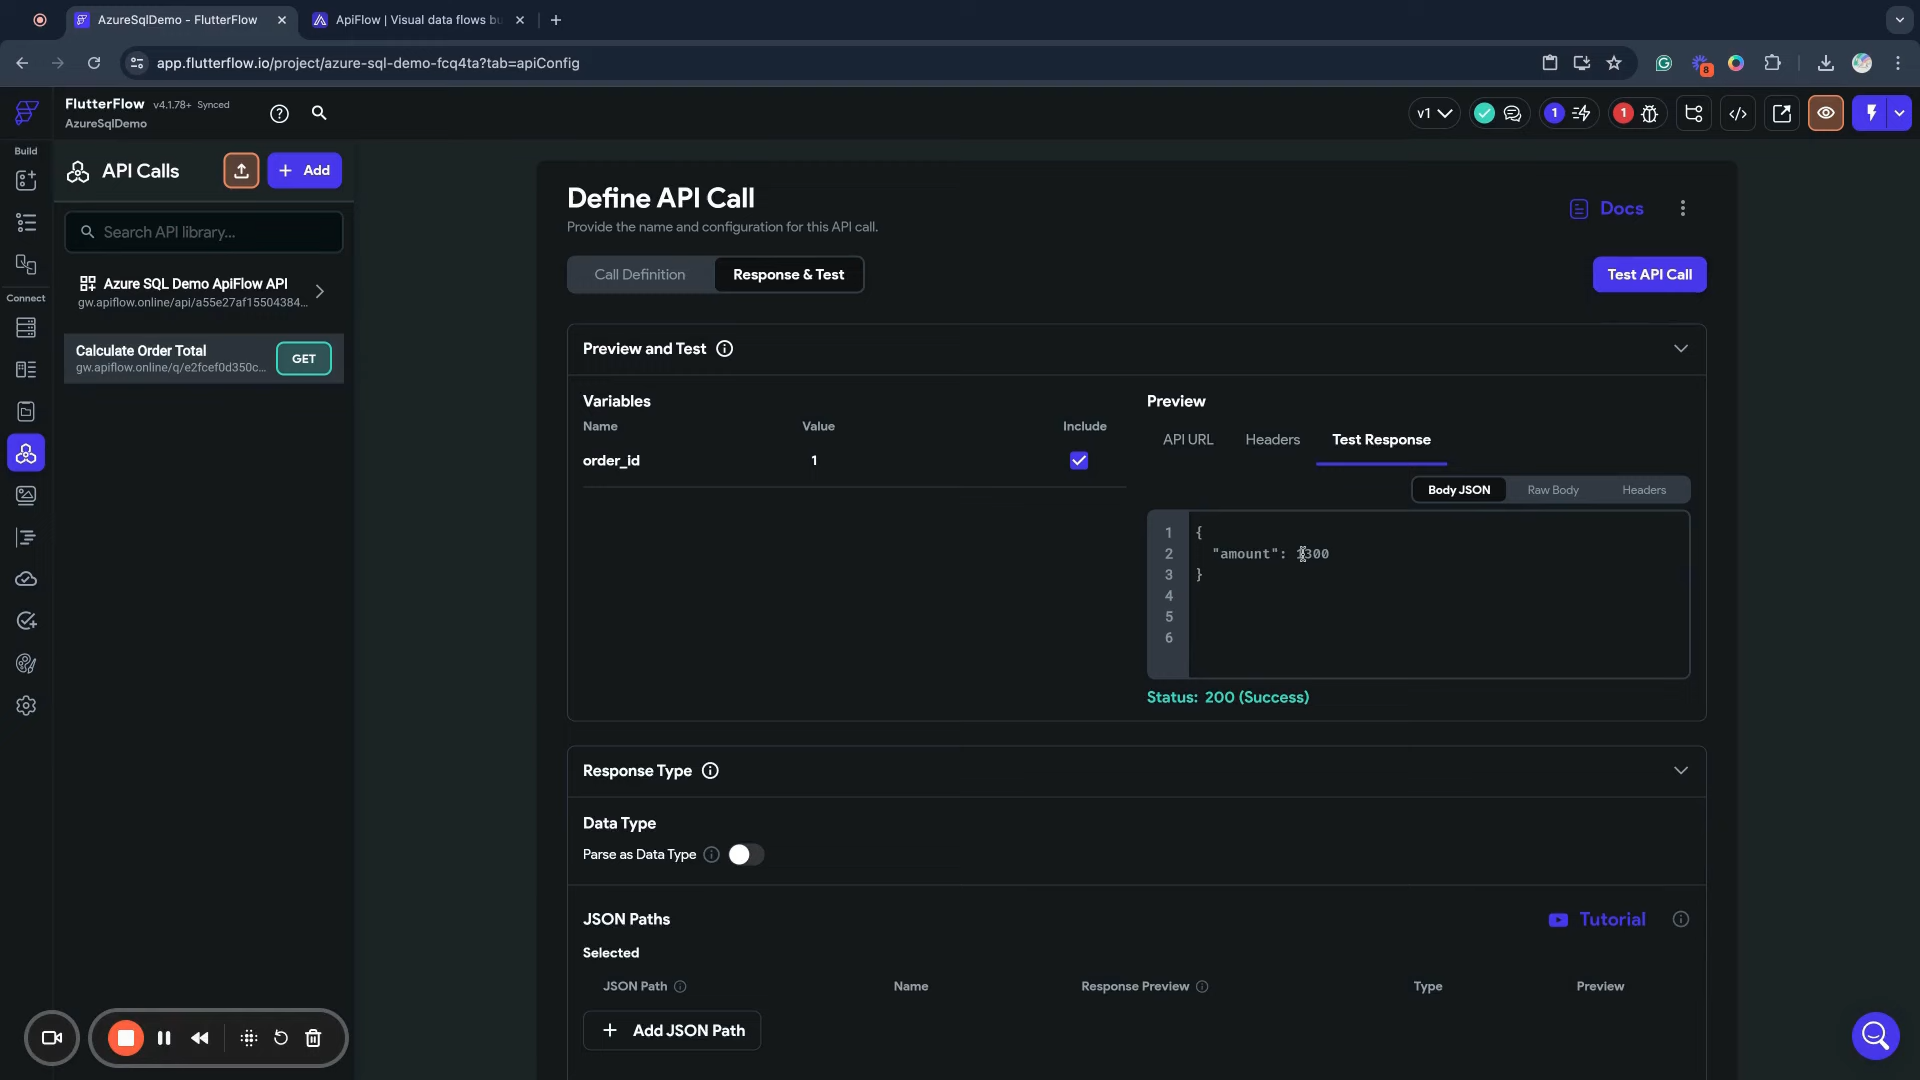 AzureSqlDemo - FlutterFlow
ApiFlow | Visual data flows bu
app.flutterflow.io/project/azure-sql-demo-fcq4ta?tab=apiConfig
8
FlutterFlow v4.1.78+ Synced
AzureSqlDemo
v1
1
1
Build
API Calls
Add
Search API library...
Azure SQL Demo ApiFlow API
gw.apiflow.online/api/a55e27af15504384...
Connect
Calculate Order Total
gw.apiflow.online/q/e2fcef0d350c...
GET
Define API Call
Provide the name and configuration for this API call.
Docs
Call Definition
Response & Test
Test API Call
Preview and Test
Variables
Name Value Include
order_id 1
Preview
API URL Headers Test Response
Body JSON Raw Body Headers
1 {
2 "amount": 1300
3 }
4
5
6
Status: 200 (Success)
Response Type
Data Type
Parse as Data Type
JSON Paths
Tutorial
Selected
JSON Path Name Response Preview Type Preview
Add JSON Path